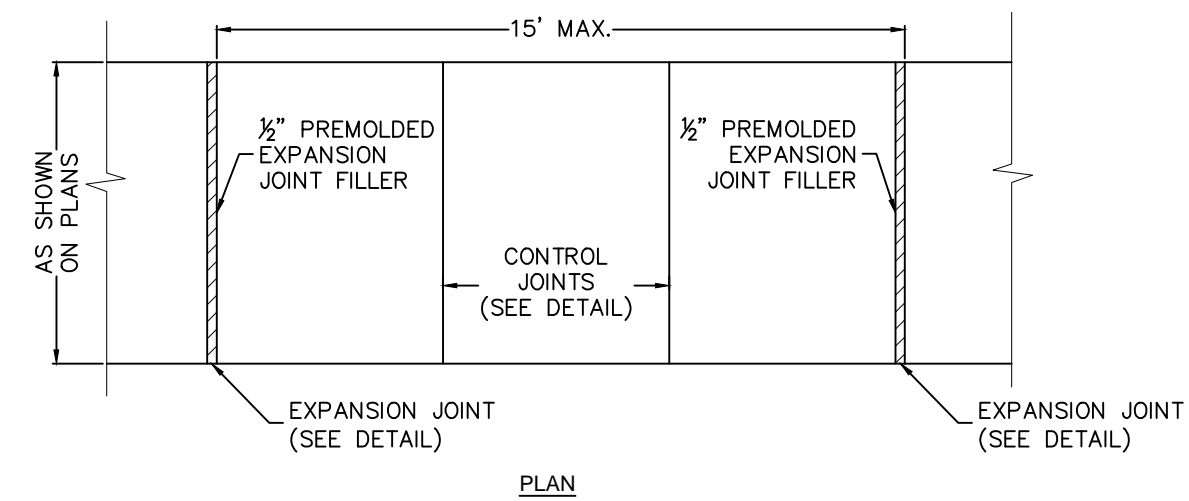 15' MAX.
½" PREMOLDED
EXPANSION
JOINT FILLER
½" PREMOLDED
EXPANSION
JOINT FILLER
AS SHOWN
ON PLANS
CONTROL
JOINTS
(SEE DETAIL)
EXPANSION JOINT
(SEE DETAIL)
EXPANSION JOINT
(SEE DETAIL)
PLAN